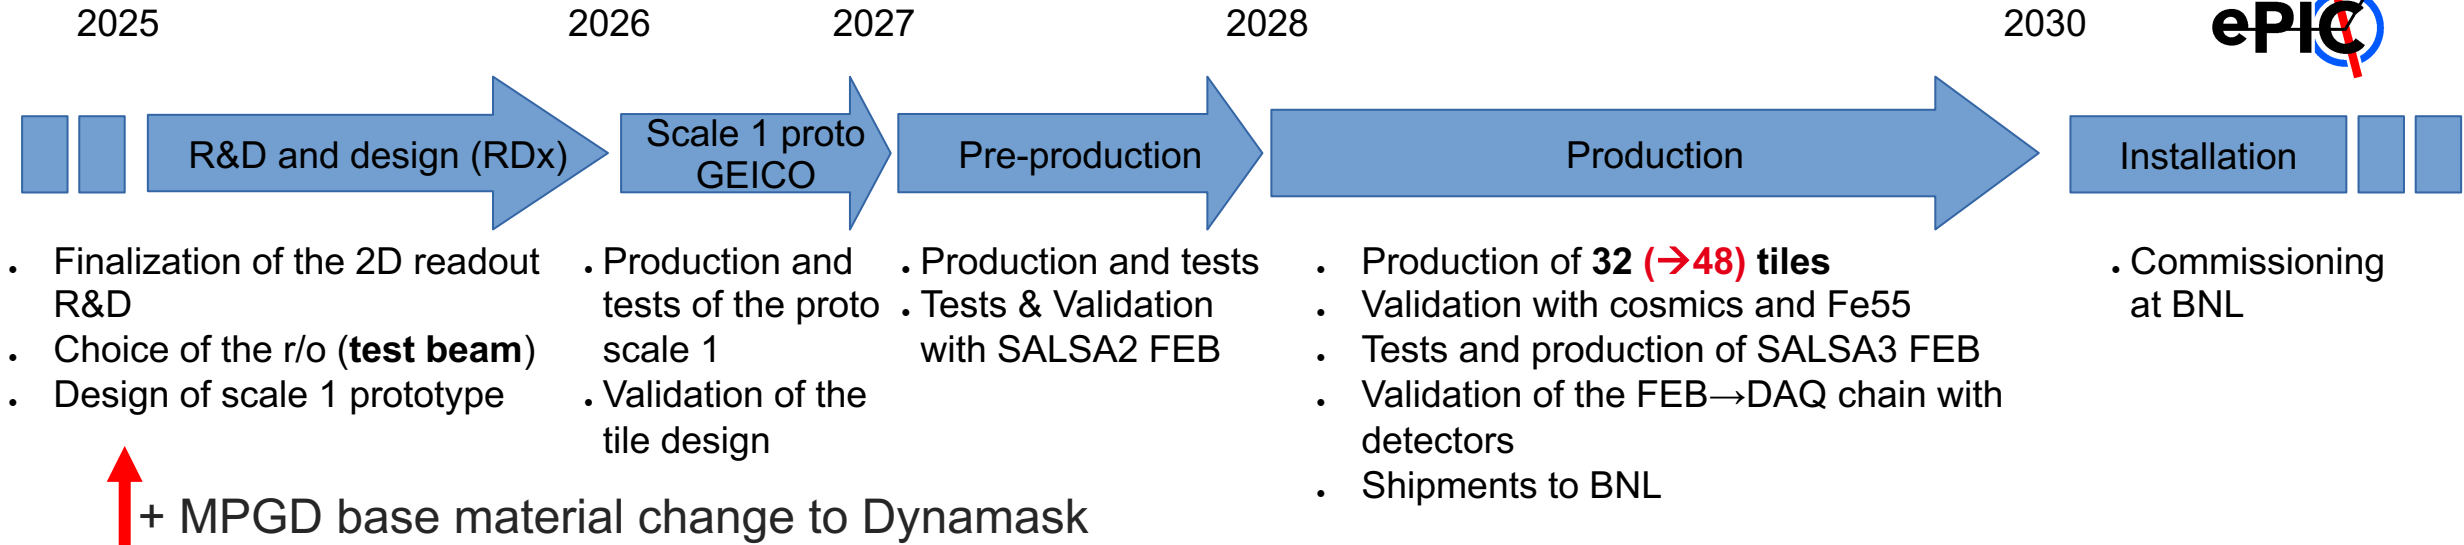 2025
2026
2027
2028
2030
ePIC
R&D and design (RDx)
Scale 1 proto
GEICO
Pre-production
Production
Installation
. Finalization of the 2D readout
R&D
. Choice of the r/o (test beam)
. Design of scale 1 prototype
. Production and
tests of the proto
scale 1
. Validation of the
tile design
. Production and tests
. Tests & Validation
with SALSA2 FEB
. Production of 32 (→48) tiles
. Validation with cosmics and Fe55
. Tests and production of SALSA3 FEB
. Validation of the FEB→DAQ chain with
detectors
. Shipments to BNL
. Commissioning
at BNL
+ MPGD base material change to Dynamask